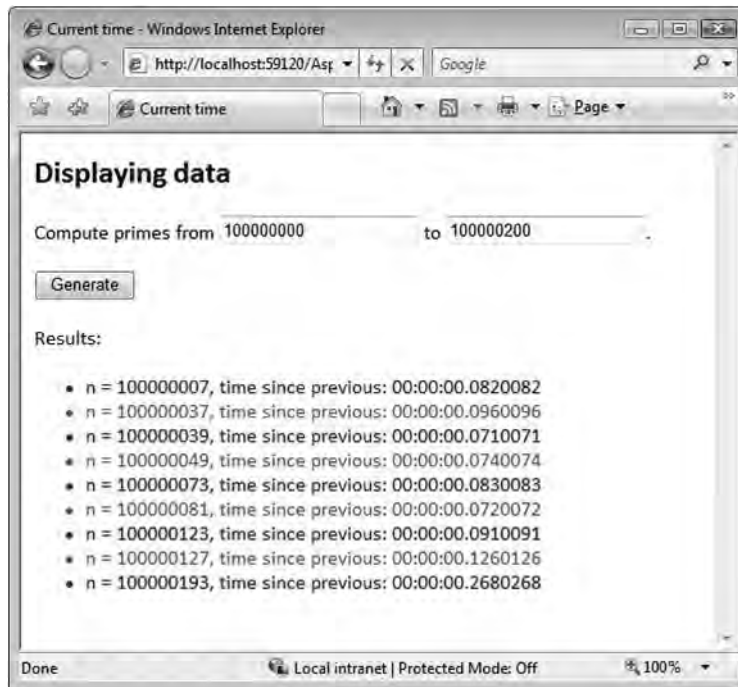 Current time - Windows Internet Explorer
http://localhost:59120/Asp
Google
Current time
Page
Displaying data
Compute primes from 100000000 to 100000200 .
Generate
Results:
• n = 100000007, time since previous: 00:00:00.0820082
• n = 100000037, time since previous: 00:00:00.0960096
• n = 100000039, time since previous: 00:00:00.0710071
• n = 100000049, time since previous: 00:00:00.0740074
• n = 100000073, time since previous: 00:00:00.0830083
• n = 100000081, time since previous: 00:00:00.0720072
• n = 100000123, time since previous: 00:00:00.0910091
• n = 100000127, time since previous: 00:00:00.1260126
• n = 100000193, time since previous: 00:00:00.2680268
Done Local intranet | Protected Mode: Off 100%